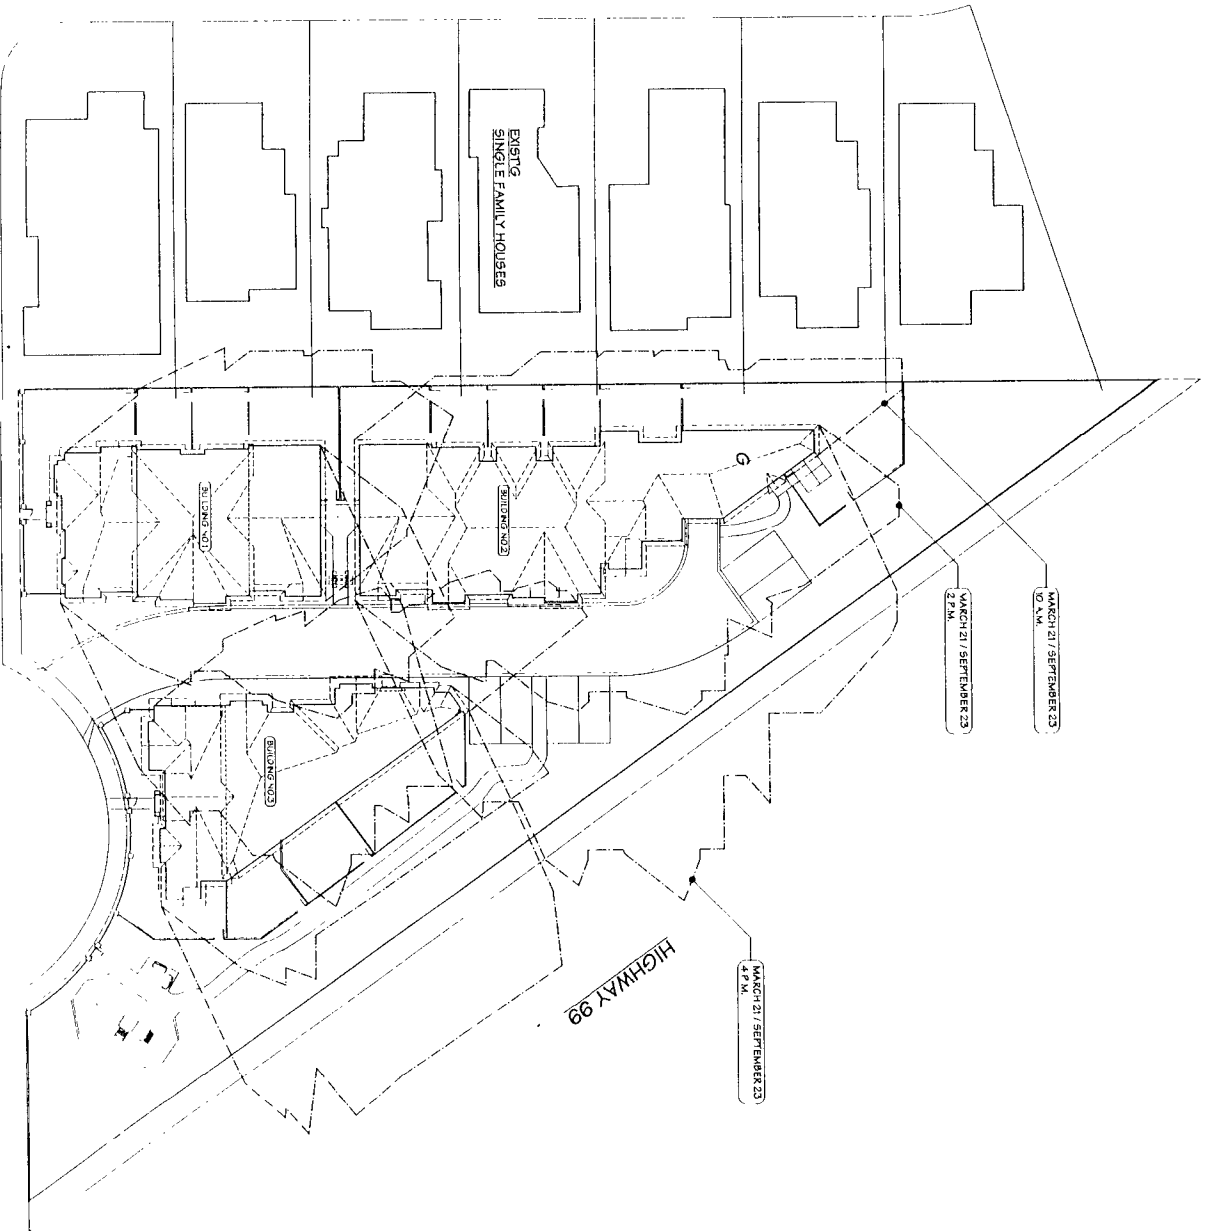 EXIST'G
SINGLE FAMILY HOUSES
BUILDING NO.1
BUILDING NO.2
G
MARCH 21 / SEPTEMBER 23
10 A.M.
MARCH 21 / SEPTEMBER 23
2 P.M.
BUILDING NO.3
HIGHWAY 99
MARCH 21 / SEPTEMBER 23
4 P.M.